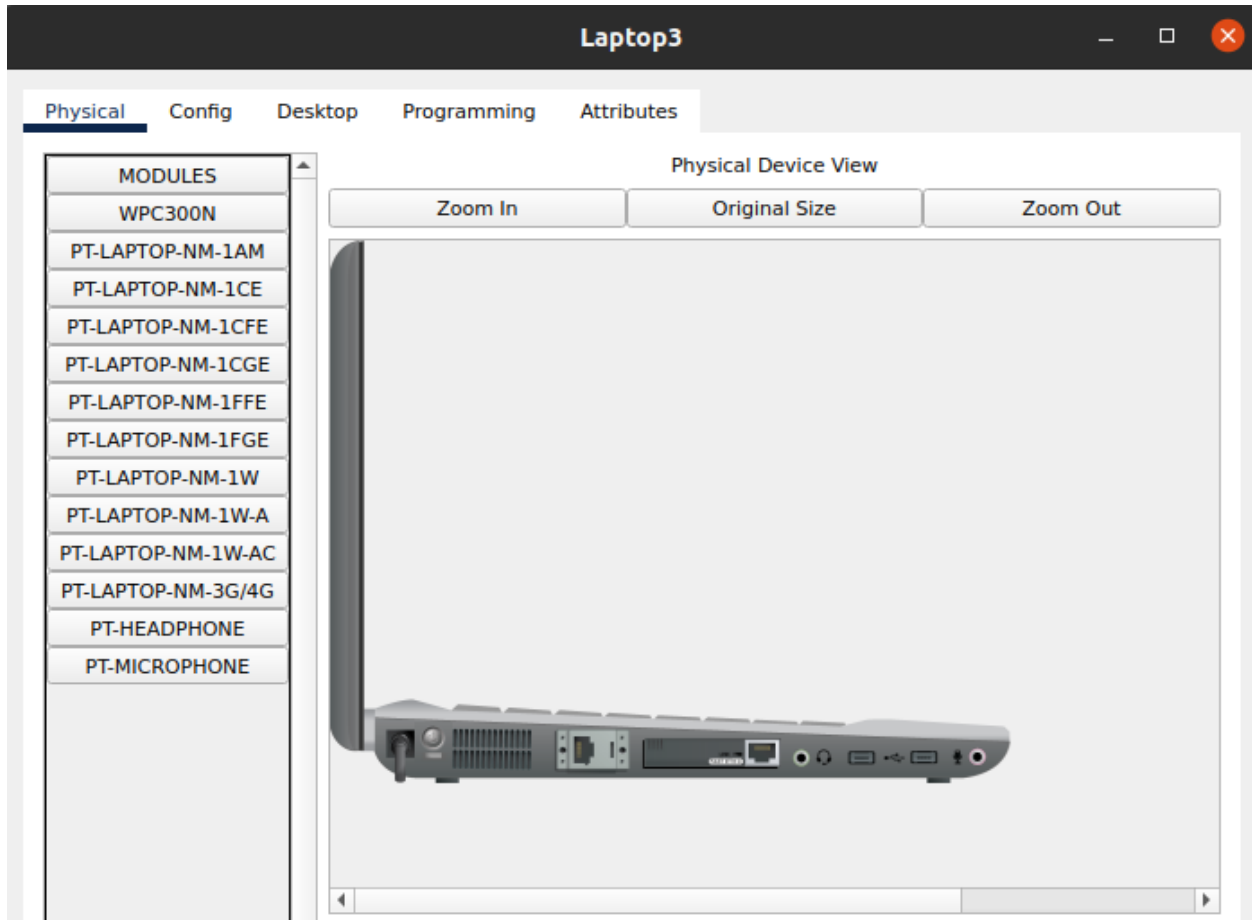 Laptop3
Physical Config Desktop Programming Attributes
MODULES
WPC300N
PT-LAPTOP-NM-1AM
PT-LAPTOP-NM-1CE
PT-LAPTOP-NM-1CFE
PT-LAPTOP-NM-1CGE
PT-LAPTOP-NM-1FFE
PT-LAPTOP-NM-1FGE
PT-LAPTOP-NM-1W
PT-LAPTOP-NM-1W-A
PT-LAPTOP-NM-1W-AC
PT-LAPTOP-NM-3G/4G
PT-HEADPHONE
PT-MICROPHONE
Physical Device View
Zoom In Original Size Zoom Out